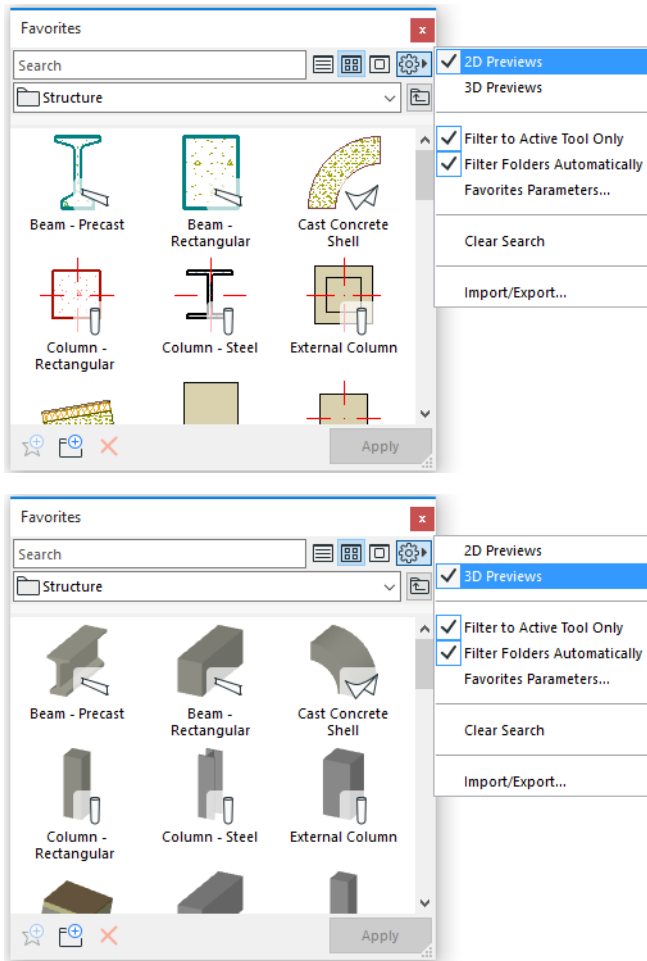 Favorites
x
Search
Structure
Beam - Precast
Beam -
Rectangular
Cast Concrete
Shell
Column -
Rectangular
Column - Steel
External Column
Apply
2D Previews
3D Previews
Filter to Active Tool Only
Filter Folders Automatically
Favorites Parameters...
Clear Search
Import/Export...
Favorites
x
Search
Structure
Beam - Precast
Beam -
Rectangular
Cast Concrete
Shell
Column -
Rectangular
Column - Steel
External Column
Apply
2D Previews
3D Previews
Filter to Active Tool Only
Filter Folders Automatically
Favorites Parameters...
Clear Search
Import/Export...